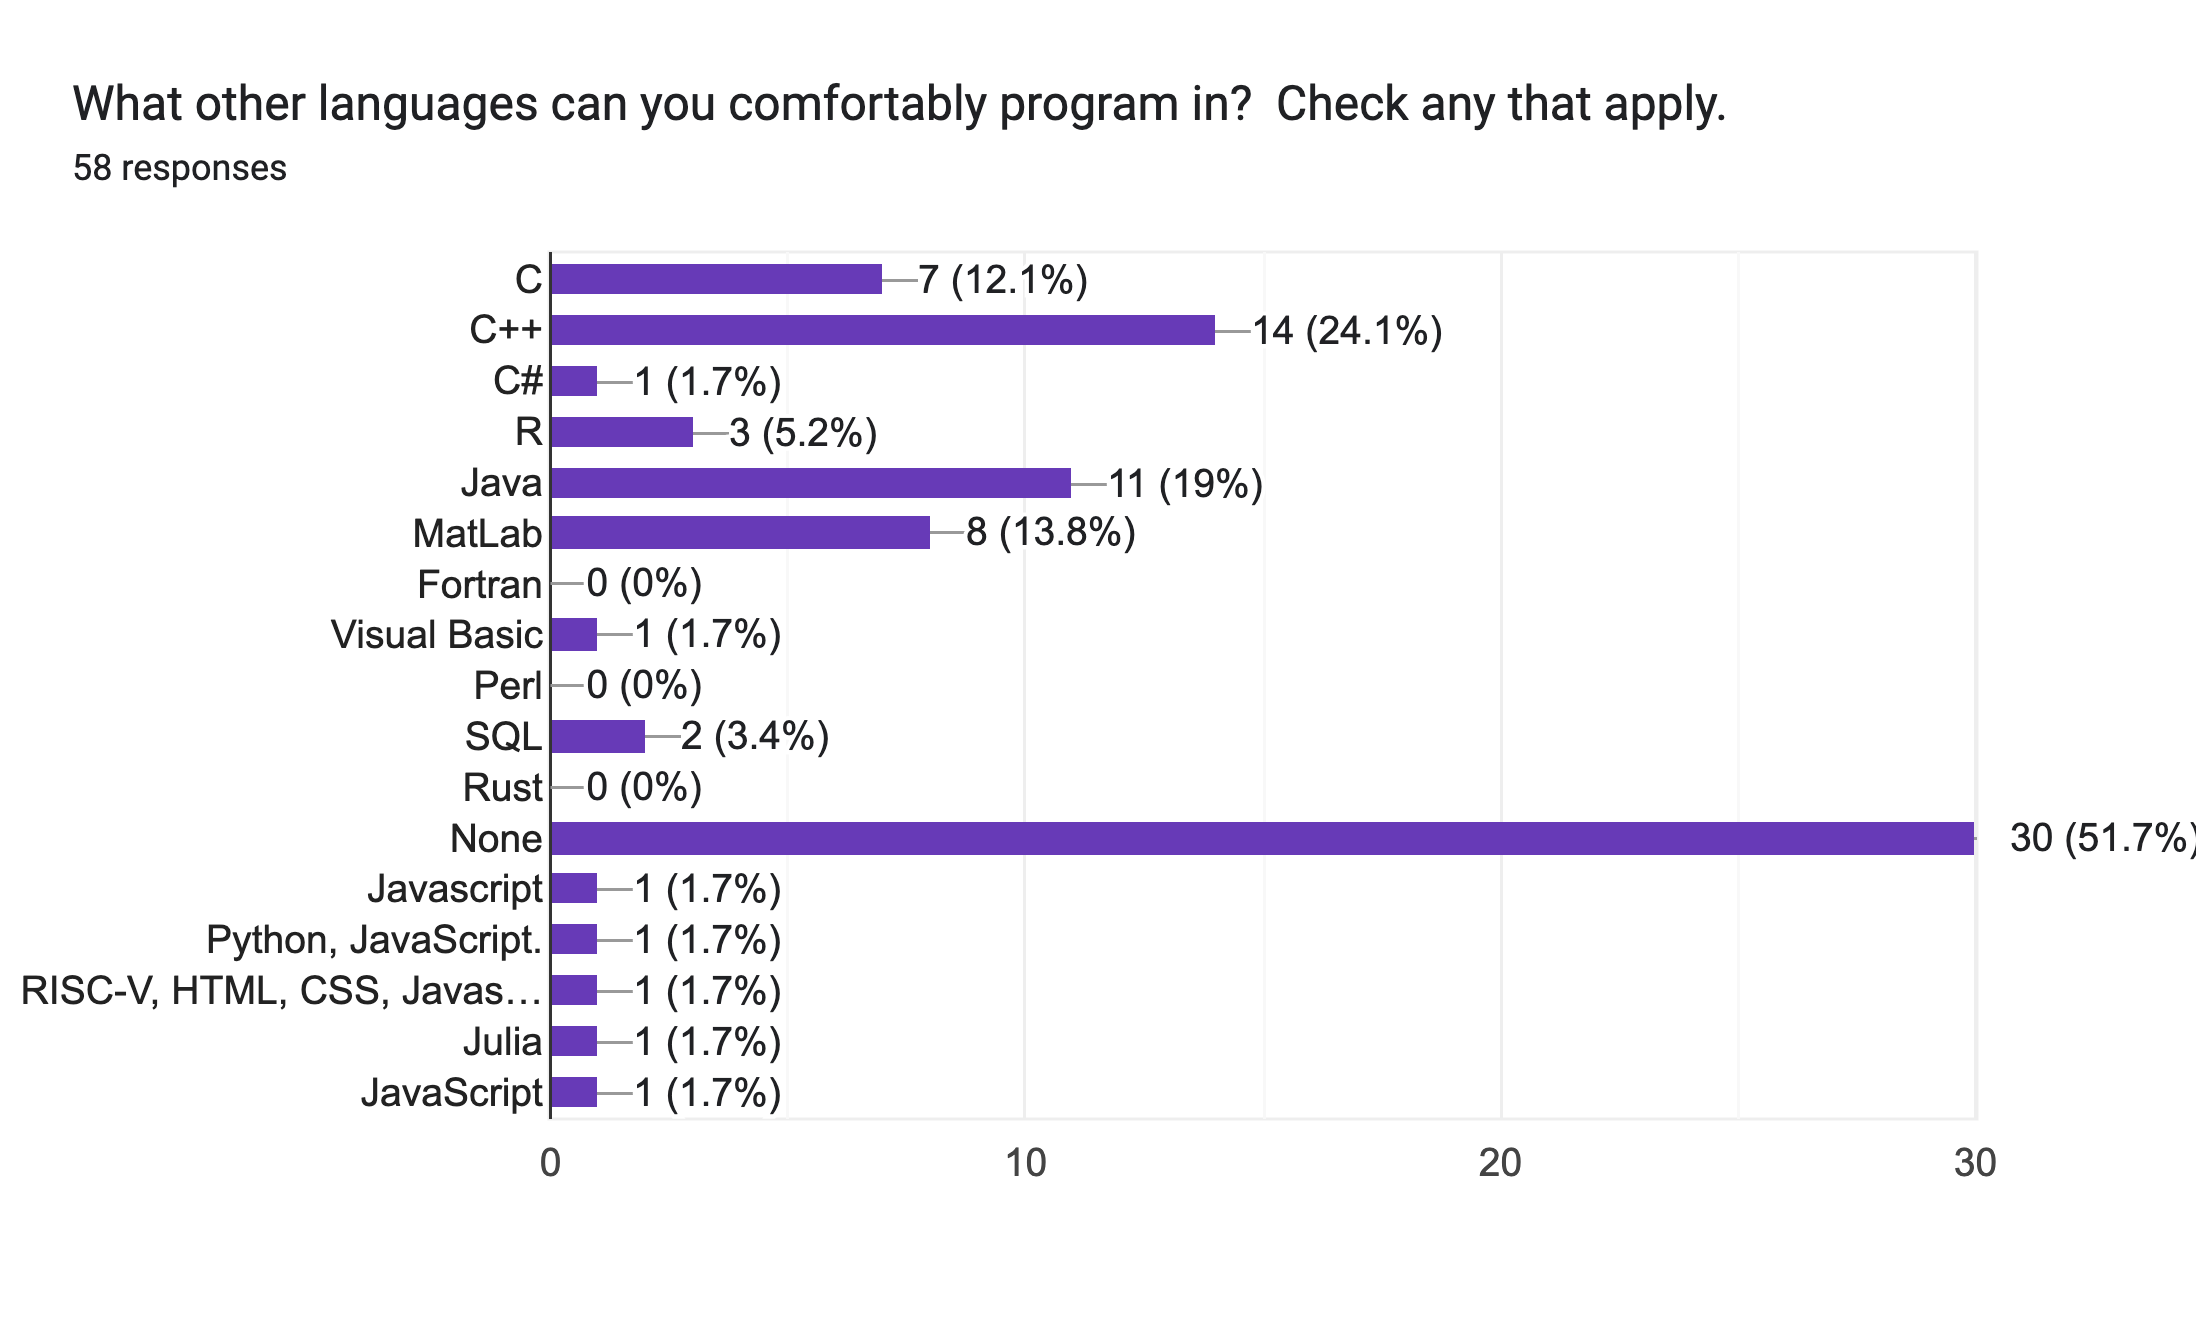 What other languages can you comfortably program in?  Check any that apply.
58 responses
C 7 (12.1%)
C++ 14 (24.1%)
C# 1 (1.7%)
R 3 (5.2%)
Java 11 (19%)
MatLab 8 (13.8%)
Fortran 0 (0%)
Visual Basic 1 (1.7%)
Perl 0 (0%)
SQL 2 (3.4%)
Rust 0 (0%)
None 30 (51.7%)
Javascript 1 (1.7%)
Python, JavaScript. 1 (1.7%)
RISC-V, HTML, CSS, Javas… 1 (1.7%)
Julia 1 (1.7%)
JavaScript 1 (1.7%)
0 10 20 30